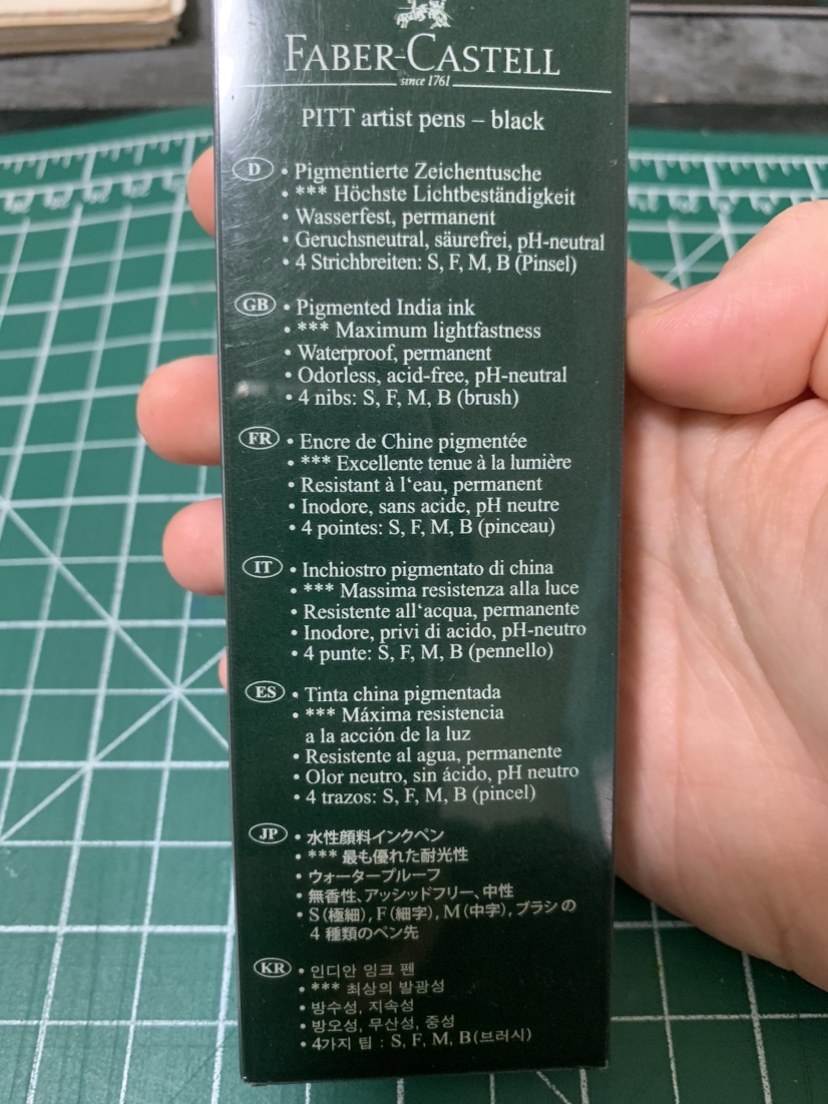 FABER-CASTELL
since 1761
PITT artist pens – black
D • Pigmentierte Zeichentusche
• *** Höchste Lichtbeständigkeit
• Wasserfest, permanent
• Geruchsneutral, säurefrei, pH-neutral
• 4 Strichbreiten: S, F, M, B (Pinsel)
GB • Pigmented India ink
• *** Maximum lightfastness
• Waterproof, permanent
• Odorless, acid-free, pH-neutral
• 4 nibs: S, F, M, B (brush)
FR • Encre de Chine pigmentée
• *** Excellente tenue à la lumière
• Resistant à l‘eau, permanent
• Inodore, sans acide, pH neutre
• 4 pointes: S, F, M, B (pinceau)
IT • Inchiostro pigmentato di china
• *** Massima resistenza alla luce
• Resistente all‘acqua, permanente
• Inodore, privi di acido, pH-neutro
• 4 punte: S, F, M, B (pennello)
ES • Tinta china pigmentada
• *** Máxima resistencia
a la acción de la luz
• Resistente al agua, permanente
• Olor neutro, sin ácido, pH neutro
• 4 trazos: S, F, M, B (pincel)
JP • 水性顔料インクペン
• *** 最も優れた耐光性
• ウォータープルーフ
• 無香性、アッシッドフリー、中性
• S(極細), F(細字), M(中字), ブラシの
4 種類のペン先
KR • 인디안 잉크 펜
• *** 최상의 발광성
• 방수성, 지속성
• 방오성, 무산성, 중성
• 4가지 팁 : S, F, M, B(브러시)